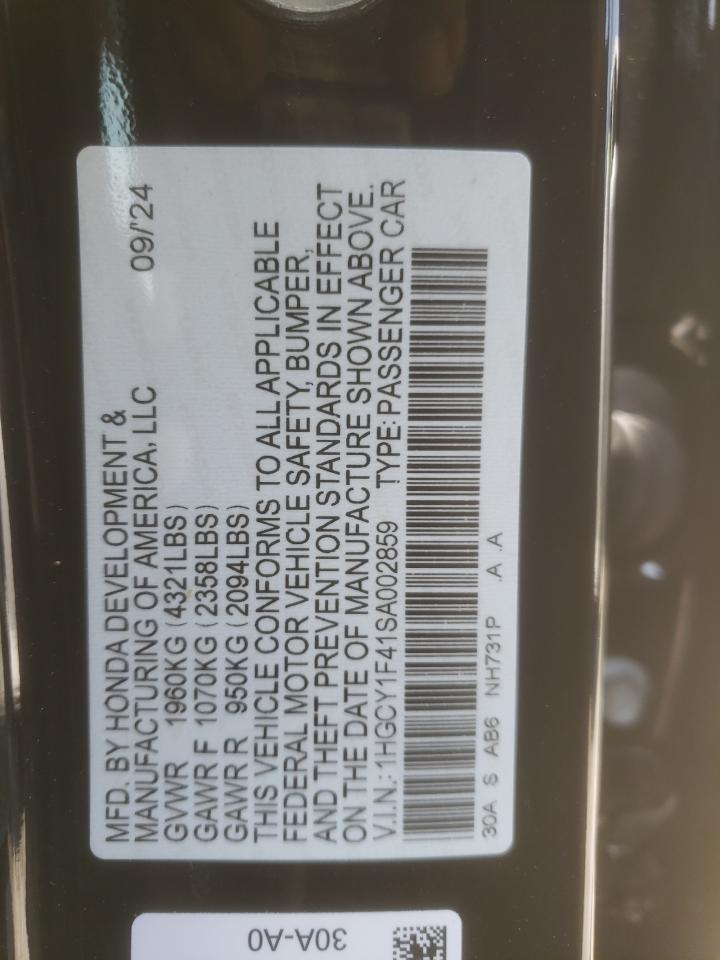 MFD. BY HONDA DEVELOPMENT &
MANUFACTURING OF AMERICA, LLC 09/'24
GVWR 1960KG (4321LBS)
GAWR F 1070KG (2358LBS)
GAWR R 950KG (2094LBS)
THIS VEHICLE CONFORMS TO ALL APPLICABLE
FEDERAL MOTOR VEHICLE SAFETY, BUMPER,
AND THEFT PREVENTION STANDARDS IN EFFECT
ON THE DATE OF MANUFACTURE SHOWN ABOVE.
V.I.N.:1HGCY1F41SA002859 TYPE:PASSENGER CAR
30A S AB6 NH731P .A .A
30A-A0